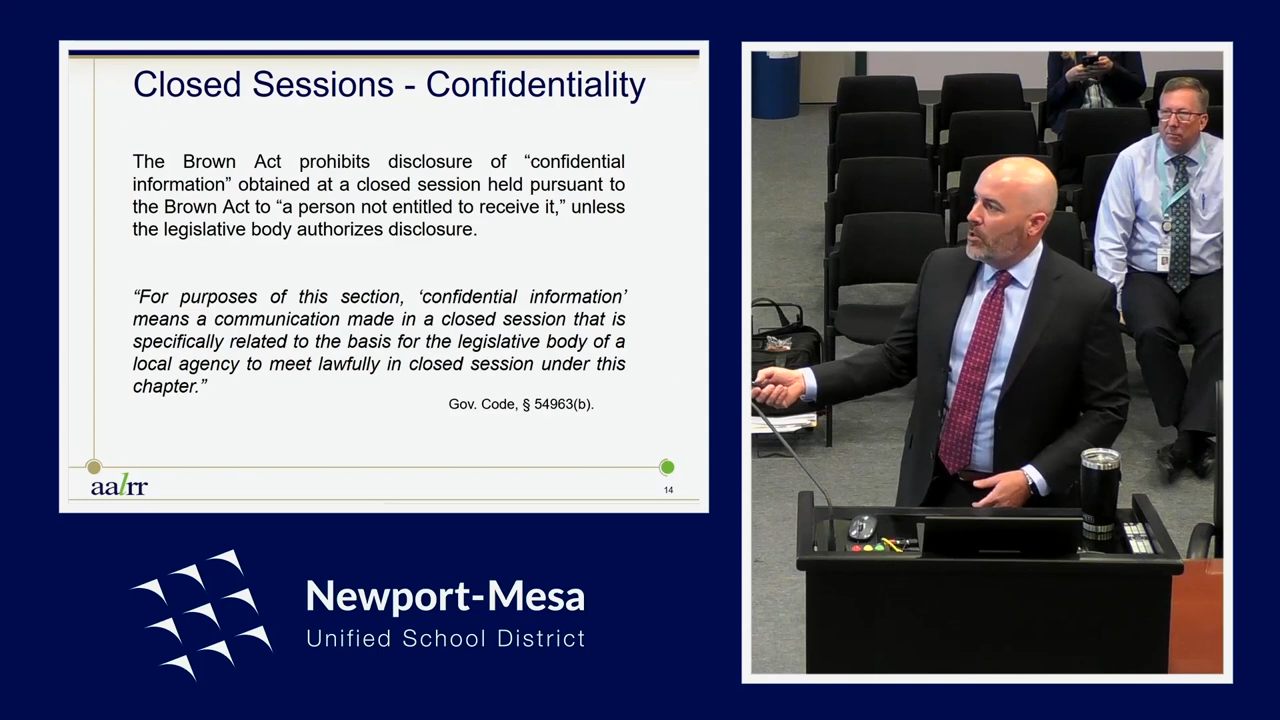 Closed Sessions - Confidentiality
The Brown Act prohibits disclosure of “confidential
information” obtained at a closed session held pursuant to
the Brown Act to “a person not entitled to receive it,” unless
the legislative body authorizes disclosure.
“For purposes of this section, ‘confidential information’
means a communication made in a closed session that is
specifically related to the basis for the legislative body of a
local agency to meet lawfully in closed session under this
chapter.”
Gov. Code, § 54963(b).
aalrr
14
Newport-Mesa
Unified School District